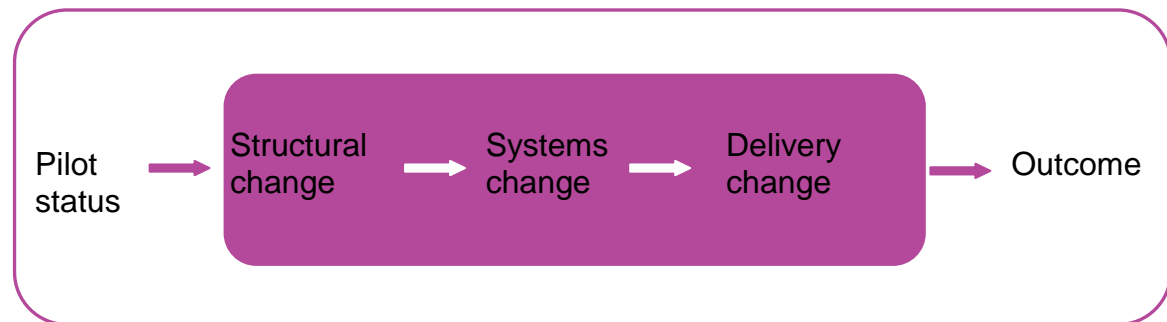 Pilot
status
Structural
change
Systems
change
Delivery
change
Outcome